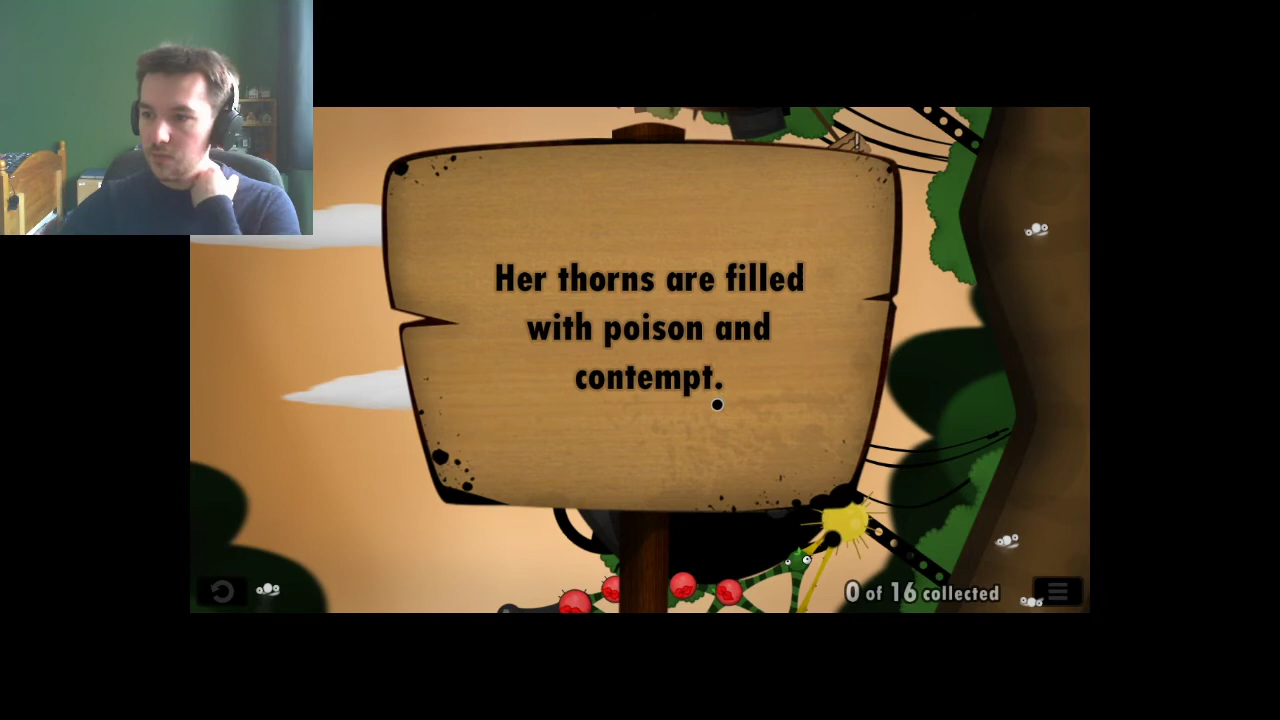 Her thorns are filled
with poison and
contempt.
0 of 16 collected